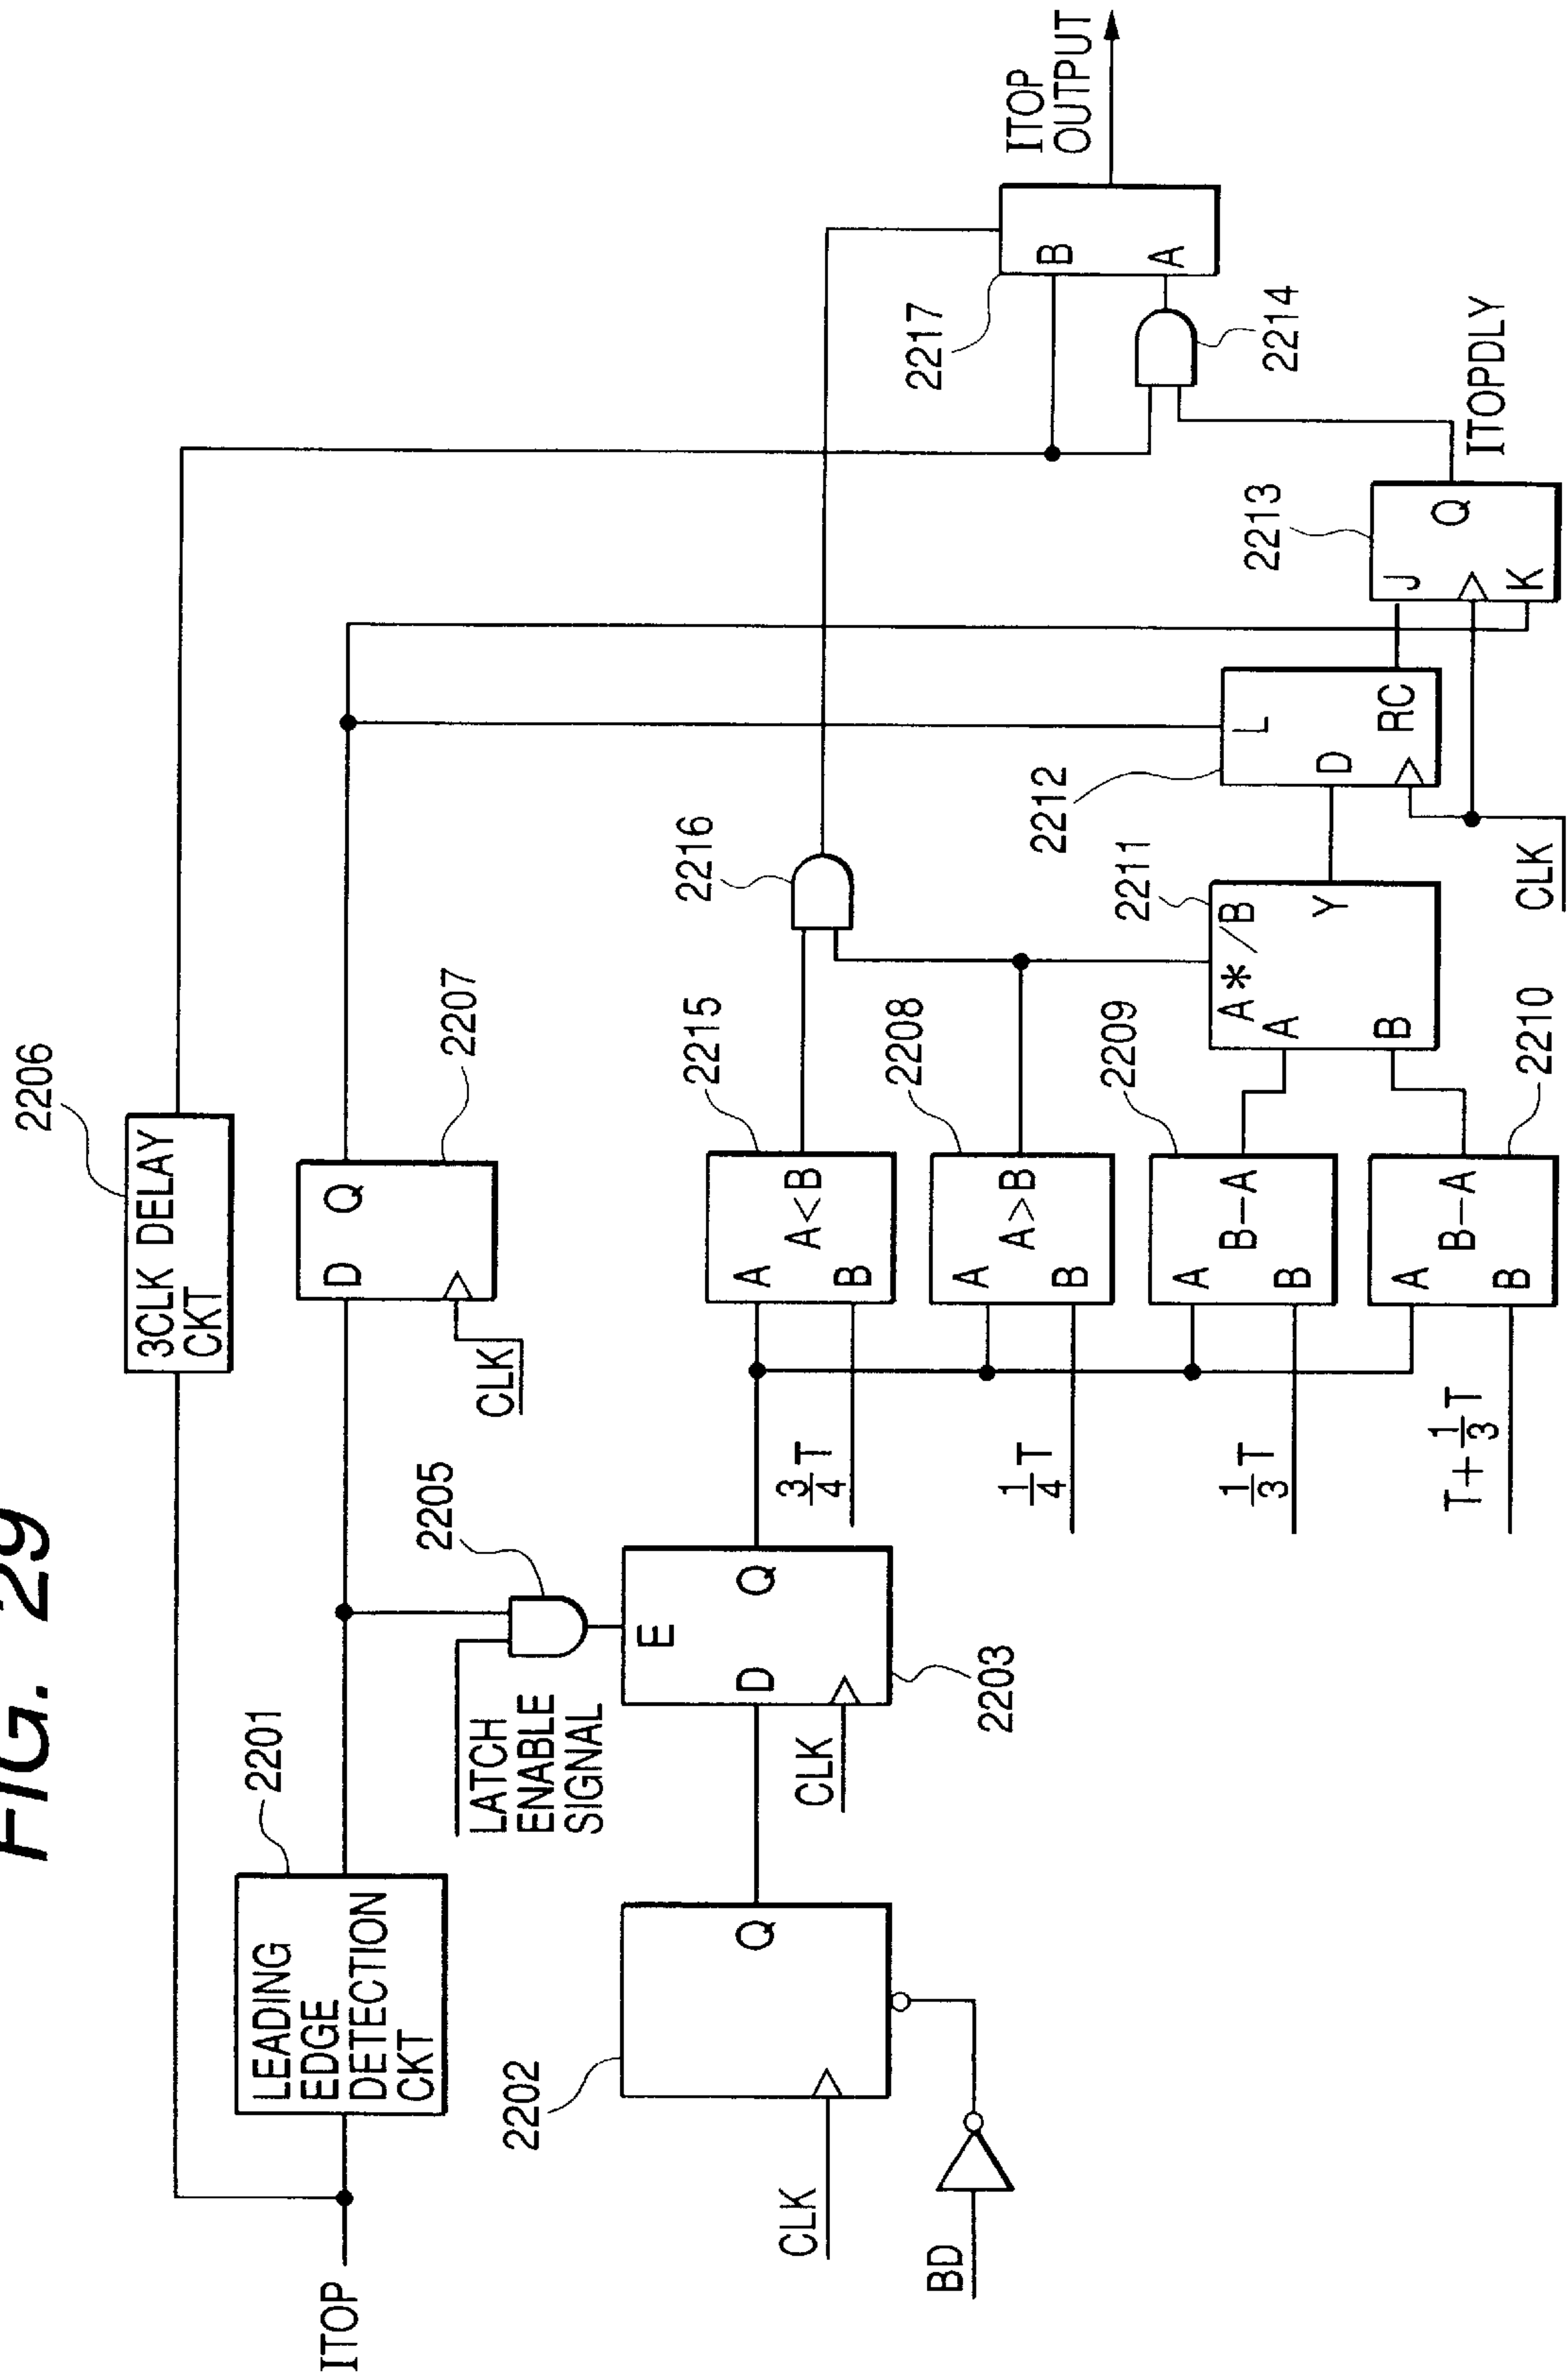 FIG. 29
ITOP
LEADING
EDGE
DETECTION
CKT
2201
3CLK DELAY
CKT
2206
LATCH
ENABLE
SIGNAL
2205
D Q
CLK
2207
2202
Q
CLK
BD
E
D Q
CLK
2203
3/4 T
A
B
A<B
2215
1/4 T
A
B
A>B
2208
1/3 T
A
B
B−A
2209
T+1/3 T
A
B
B−A
2210
2216
A*/B
A
B
Y
2211
L
D
RC
2212
CLK
J
K
Q
2213
ITOPDLY
2214
B
A
2217
ITOP
OUTPUT